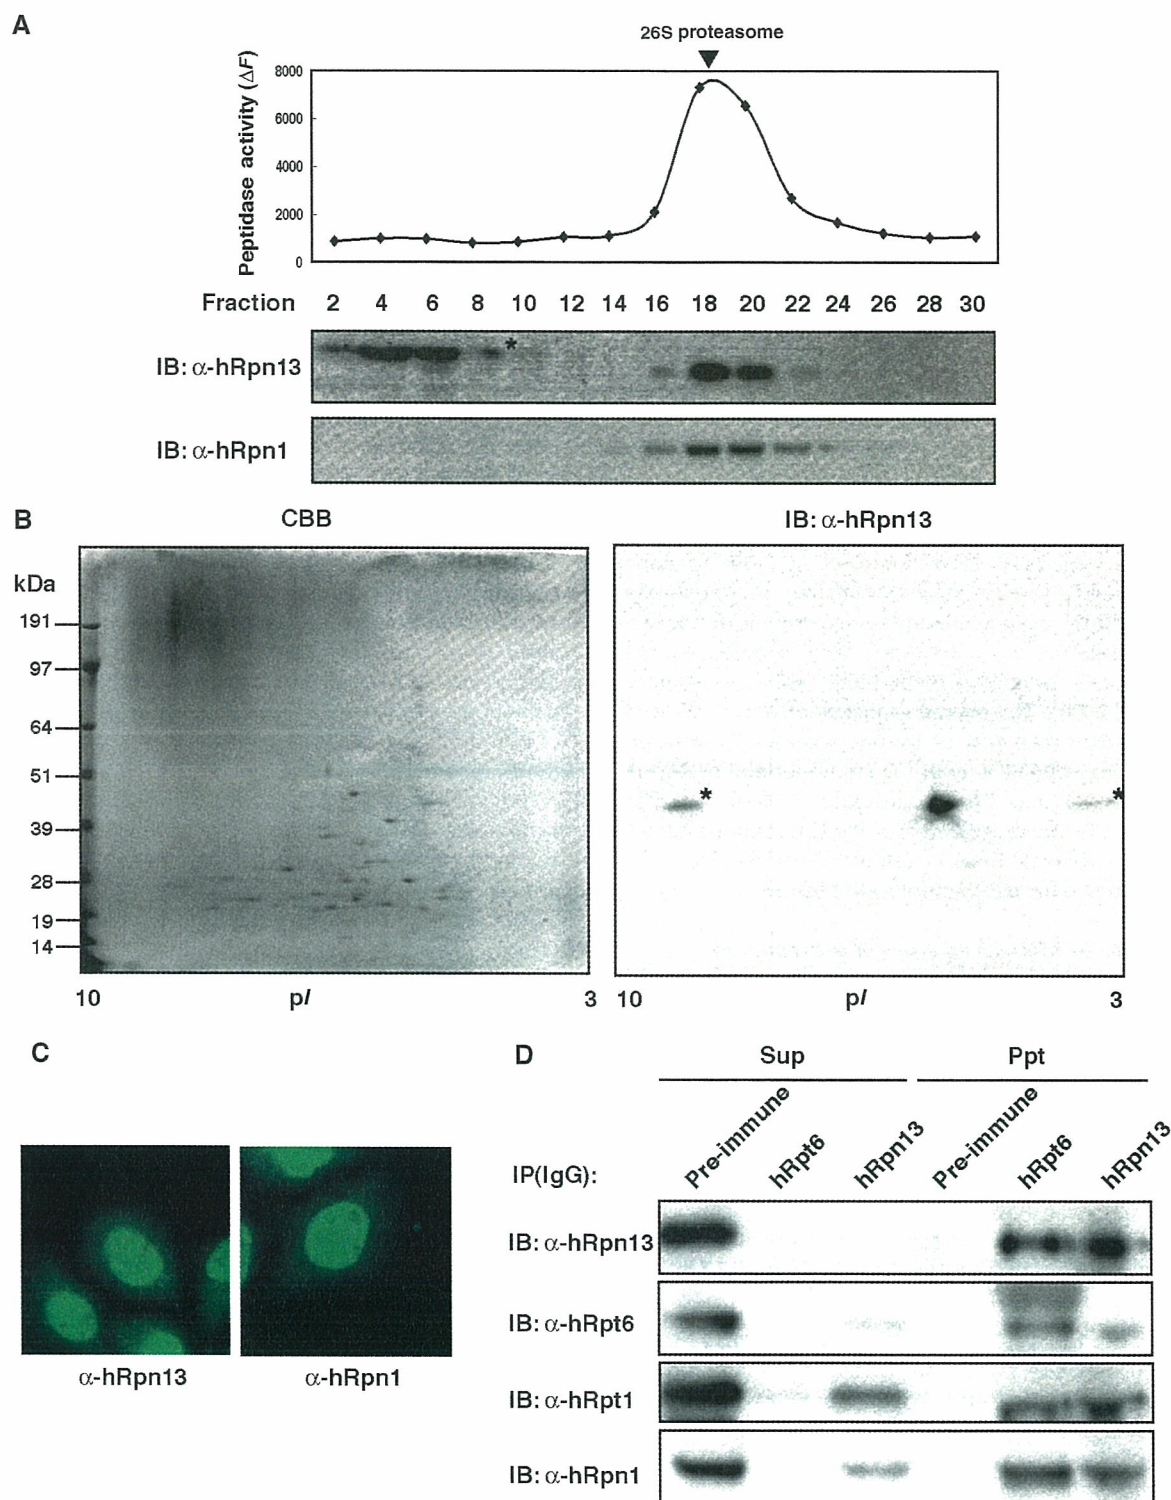 A
26S proteasome
Peptidase activity (ΔF)
8000
6000
4000
2000
0
Fraction 2 4 6 8 10 12 14 16 18 20 22 24 26 28 30
IB: α-hRpn13
*
IB: α-hRpn1
B
CBB
IB: α-hRpn13
kDa
191
97
64
51
39
28
19
14
* *
10 pI 3
10 pI 3
C
α-hRpn13
α-hRpn1
D
Sup Ppt
IP(IgG): Pre-immune hRpt6 hRpn13 Pre-immune hRpt6 hRpn13
IB: α-hRpn13
IB: α-hRpt6
IB: α-hRpt1
IB: α-hRpn1